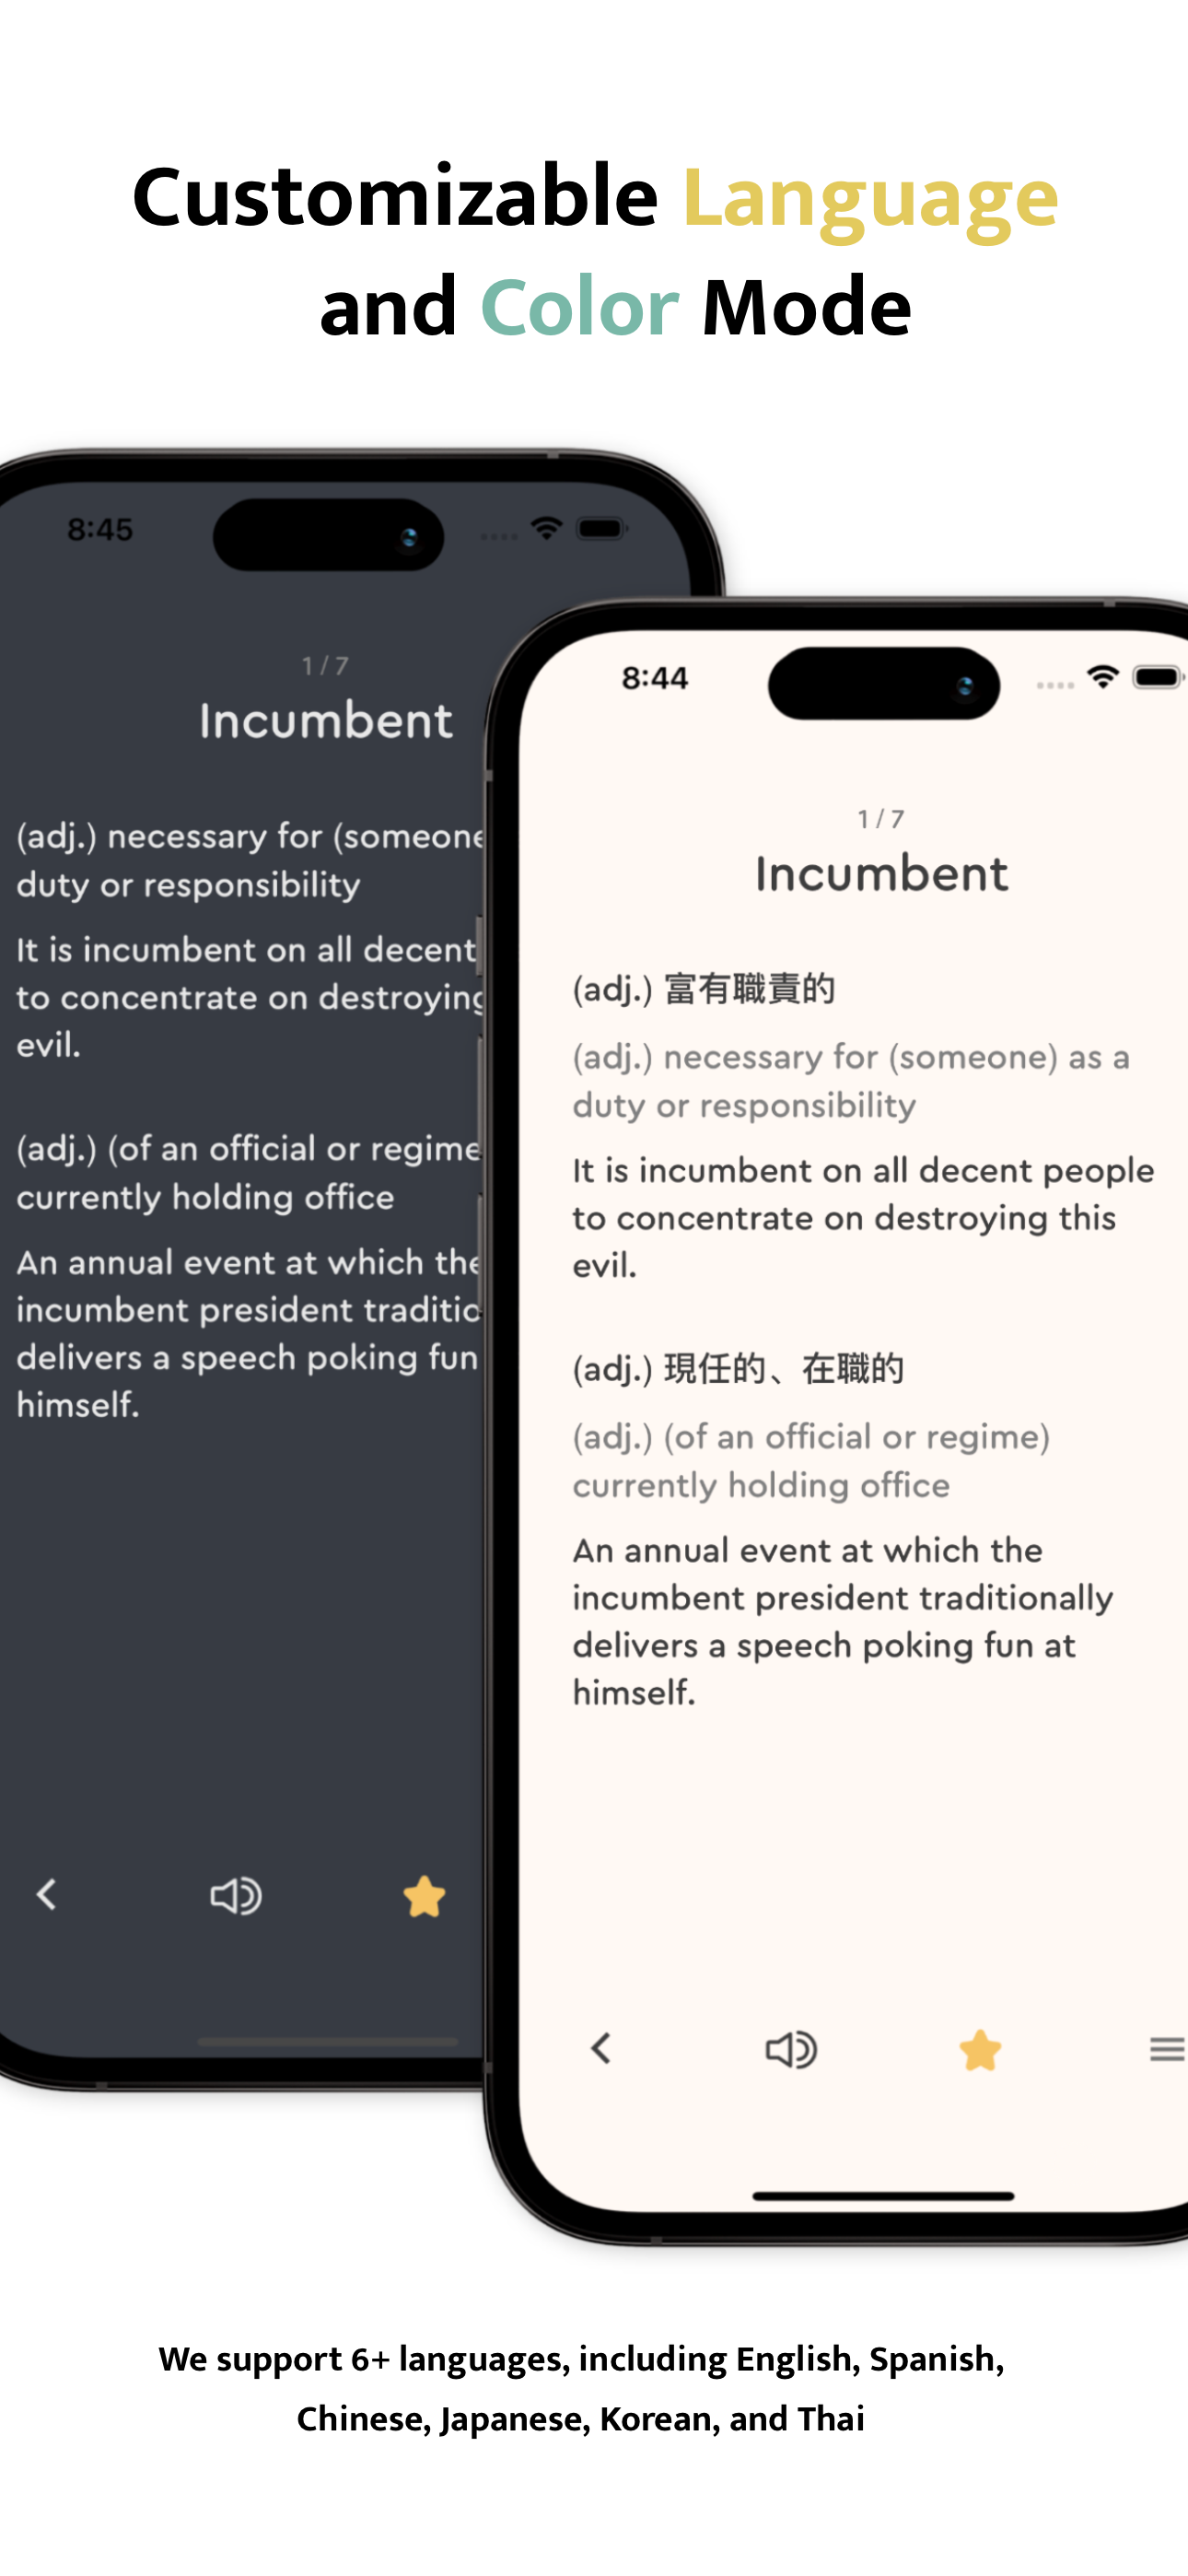 Customizable Language
and Color Mode
8:45
1 / 7
Incumbent
(adj.) necessary for (someone
duty or responsibility
It is incumbent on all decent
to concentrate on destroying
evil.
(adj.) (of an official or regime
currently holding office
An annual event at which the
incumbent president traditio
delivers a speech poking fun
himself.
8:44
1 / 7
Incumbent
(adj.) 富有職責的
(adj.) necessary for (someone) as a
duty or responsibility
It is incumbent on all decent people
to concentrate on destroying this
evil.
(adj.) 現任的、在職的
(adj.) (of an official or regime)
currently holding office
An annual event at which the
incumbent president traditionally
delivers a speech poking fun at
himself.
We support 6+ languages, including English, Spanish,
Chinese, Japanese, Korean, and Thai